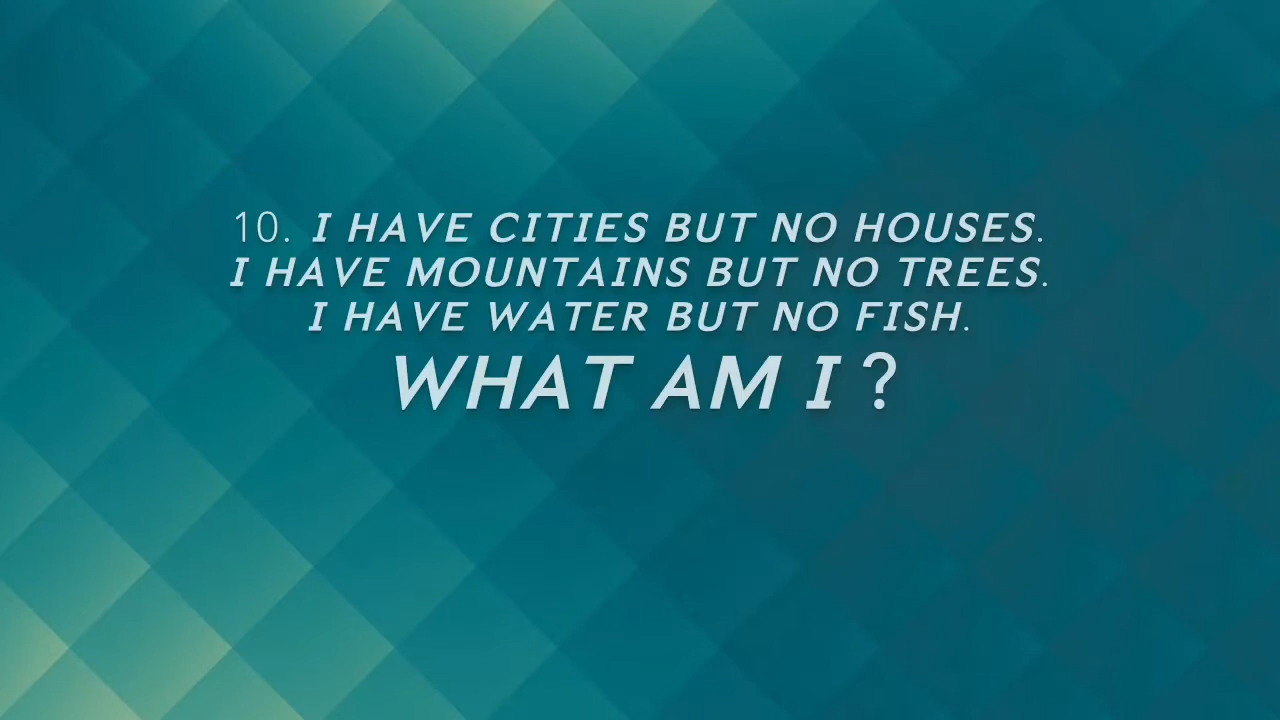 10. I HAVE CITIES BUT NO HOUSES.
I HAVE MOUNTAINS BUT NO TREES.
I HAVE WATER BUT NO FISH.
WHAT AM I ?